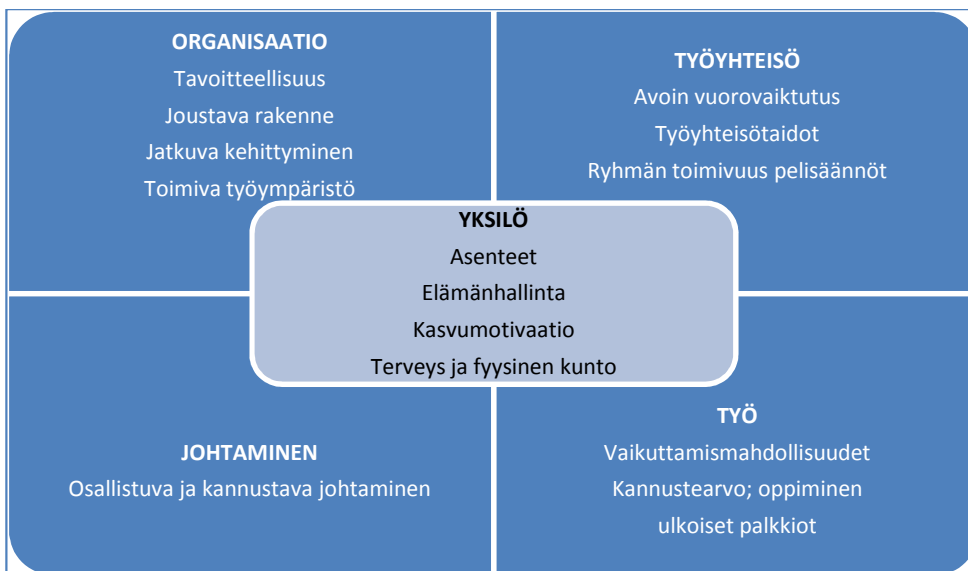 ORGANISAATIO
Tavoitteellisuus
Joustava rakenne
Jatkuva kehittyminen
Toimiva työympäristö
TYÖYHTEISÖ
Avoin vuorovaiktutus
Työyhteisötaidot
Ryhmän toimivuus pelisäännöt
YKSILÖ
Asenteet
Elämänhallinta
Kasvumotivaatio
Terveys ja fyysinen kunto
JOHTAMINEN
Osallistuva ja kannustava johtaminen
TYÖ
Vaikuttamismahdollisuudet
Kannustearvo; oppiminen
ulkoiset palkkiot